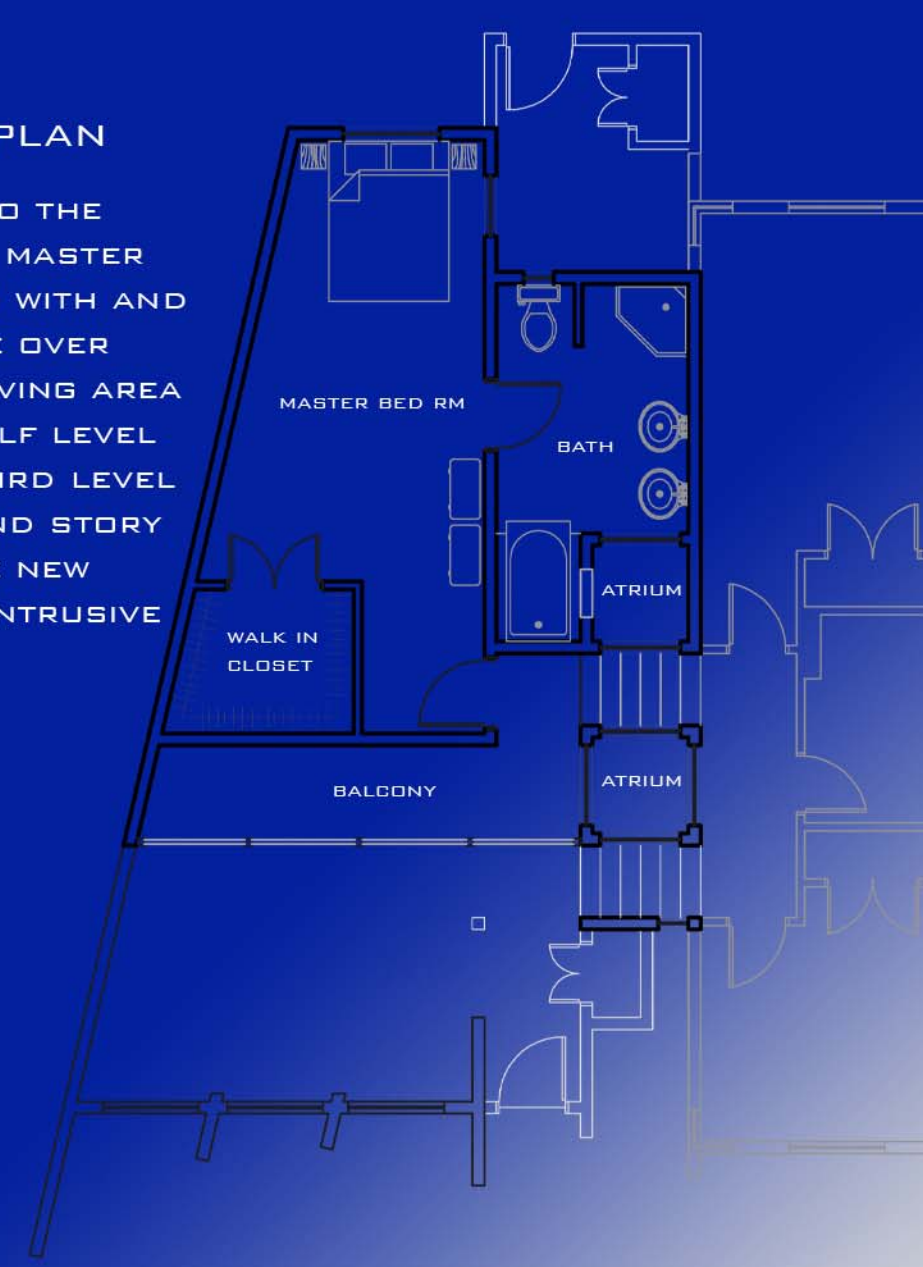 PLAN
O THE
MASTER
WITH AND
E OVER
VING AREA
LF LEVEL
IRD LEVEL
ND STORY
NEW
NTRUSIVE
MASTER BED RM
BATH
ATRIUM
WALK IN
CLOSET
ATRIUM
BALCONY